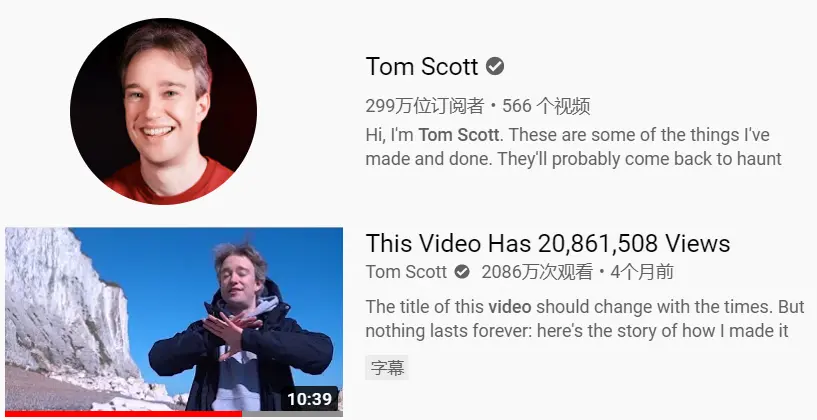 Tom Scott
299万位订阅者 • 566 个视频
Hi, I'm Tom Scott. These are some of the things I've
made and done. They'll probably come back to haunt
This Video Has 20,861,508 Views
Tom Scott 2086万次观看 • 4个月前
The title of this video should change with the times. But
nothing lasts forever: here's the story of how I made it
字幕
10:39